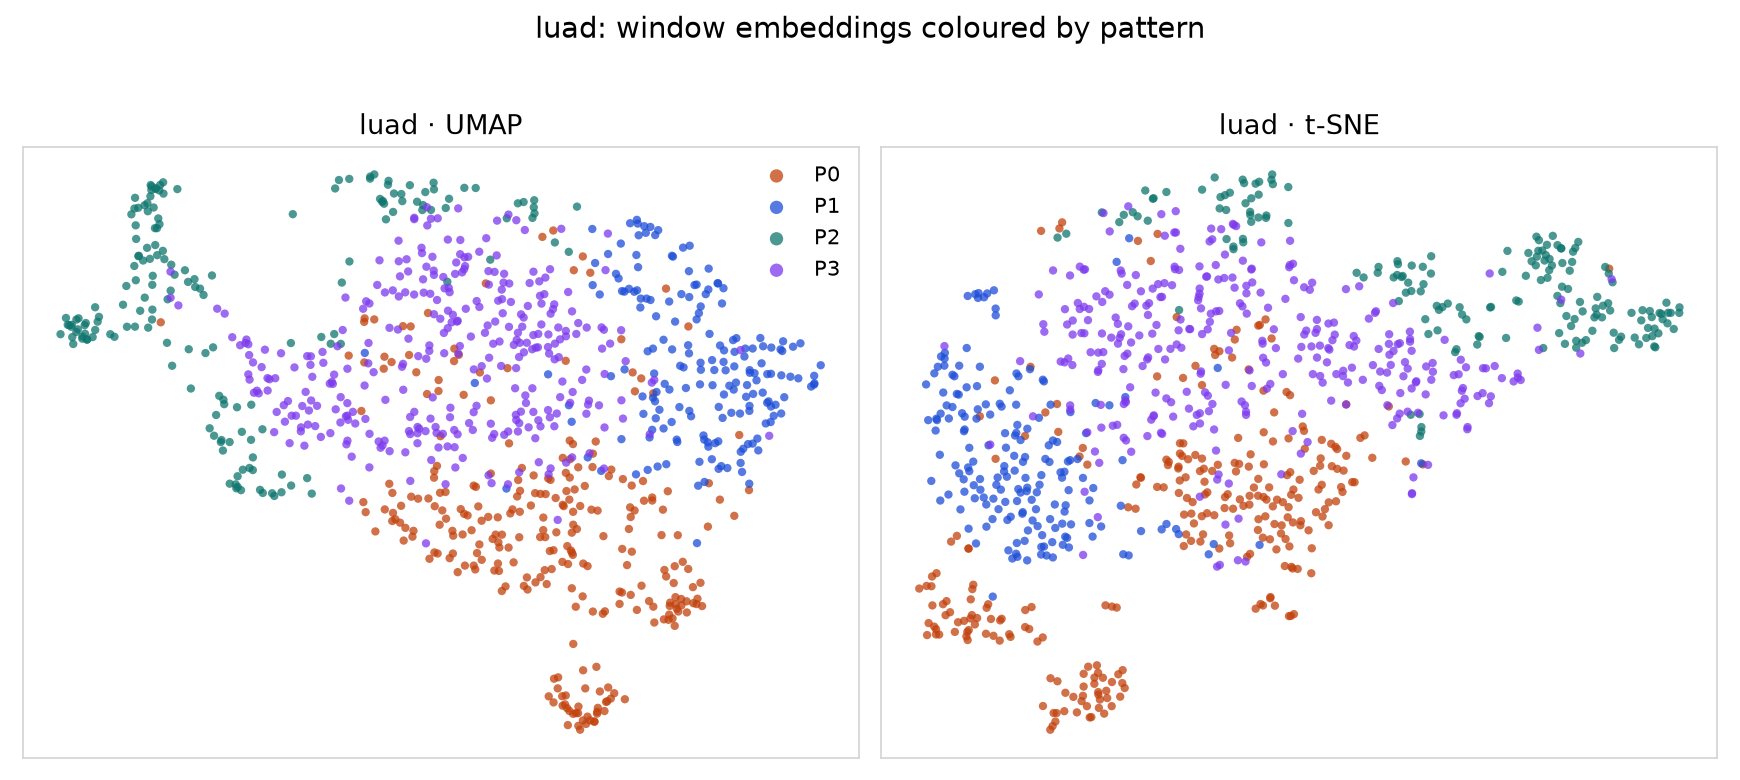 luad: window embeddings coloured by pattern
luad · UMAP
luad · t-SNE
P0
P1
P2
P3